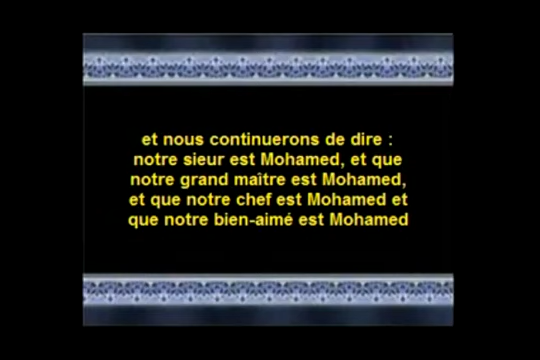 et nous continuerons de dire :
notre sieur est Mohamed, et que
notre grand maître est Mohamed,
et que notre chef est Mohamed et
que notre bien-aimé est Mohamed